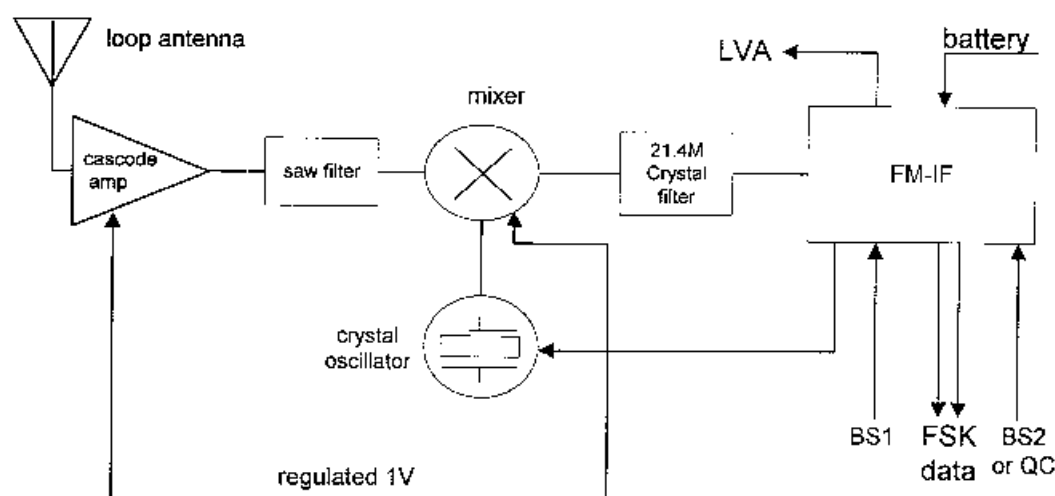 loop antenna
LVA
battery
mixer
cascode
amp
saw filter
21.4M
Crystal
filter
FM-IF
crystal
oscillator
BS1
FSK
data
BS2
or QC
regulated 1V